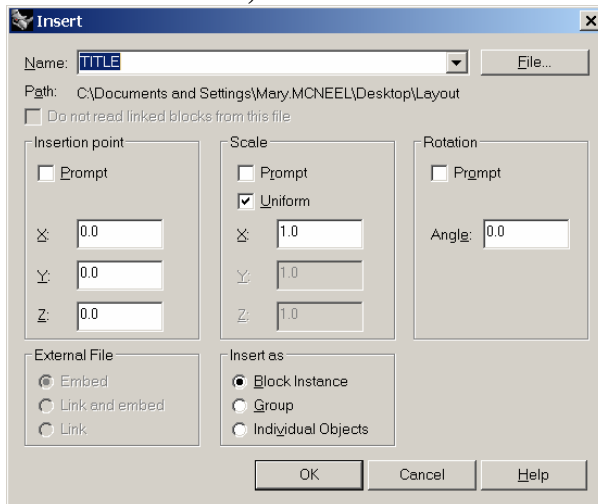 Insert
Name: TITLE File...
Path: C:\Documents and Settings\Mary.MCNEEL\Desktop\Layout
Do not read linked blocks from this file
Insertion point
Prompt
X: 0.0
Y: 0.0
Z: 0.0
Scale
Prompt
Uniform
X: 1.0
Y: 1.0
Z: 1.0
Rotation
Prompt
Angle: 0.0
External File
Embed
Link and embed
Link
Insert as
Block Instance
Group
Individual Objects
OK Cancel Help